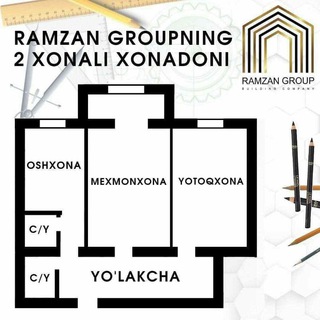 RAMZAN GROUPNING
2 XONALI XONADONI
RAMZAN GROUP
BUILDING COMPANY
OSHXONA
MEXMONXONA
YOTOQXONA
C/Y
C/Y
YO'LAKCHA